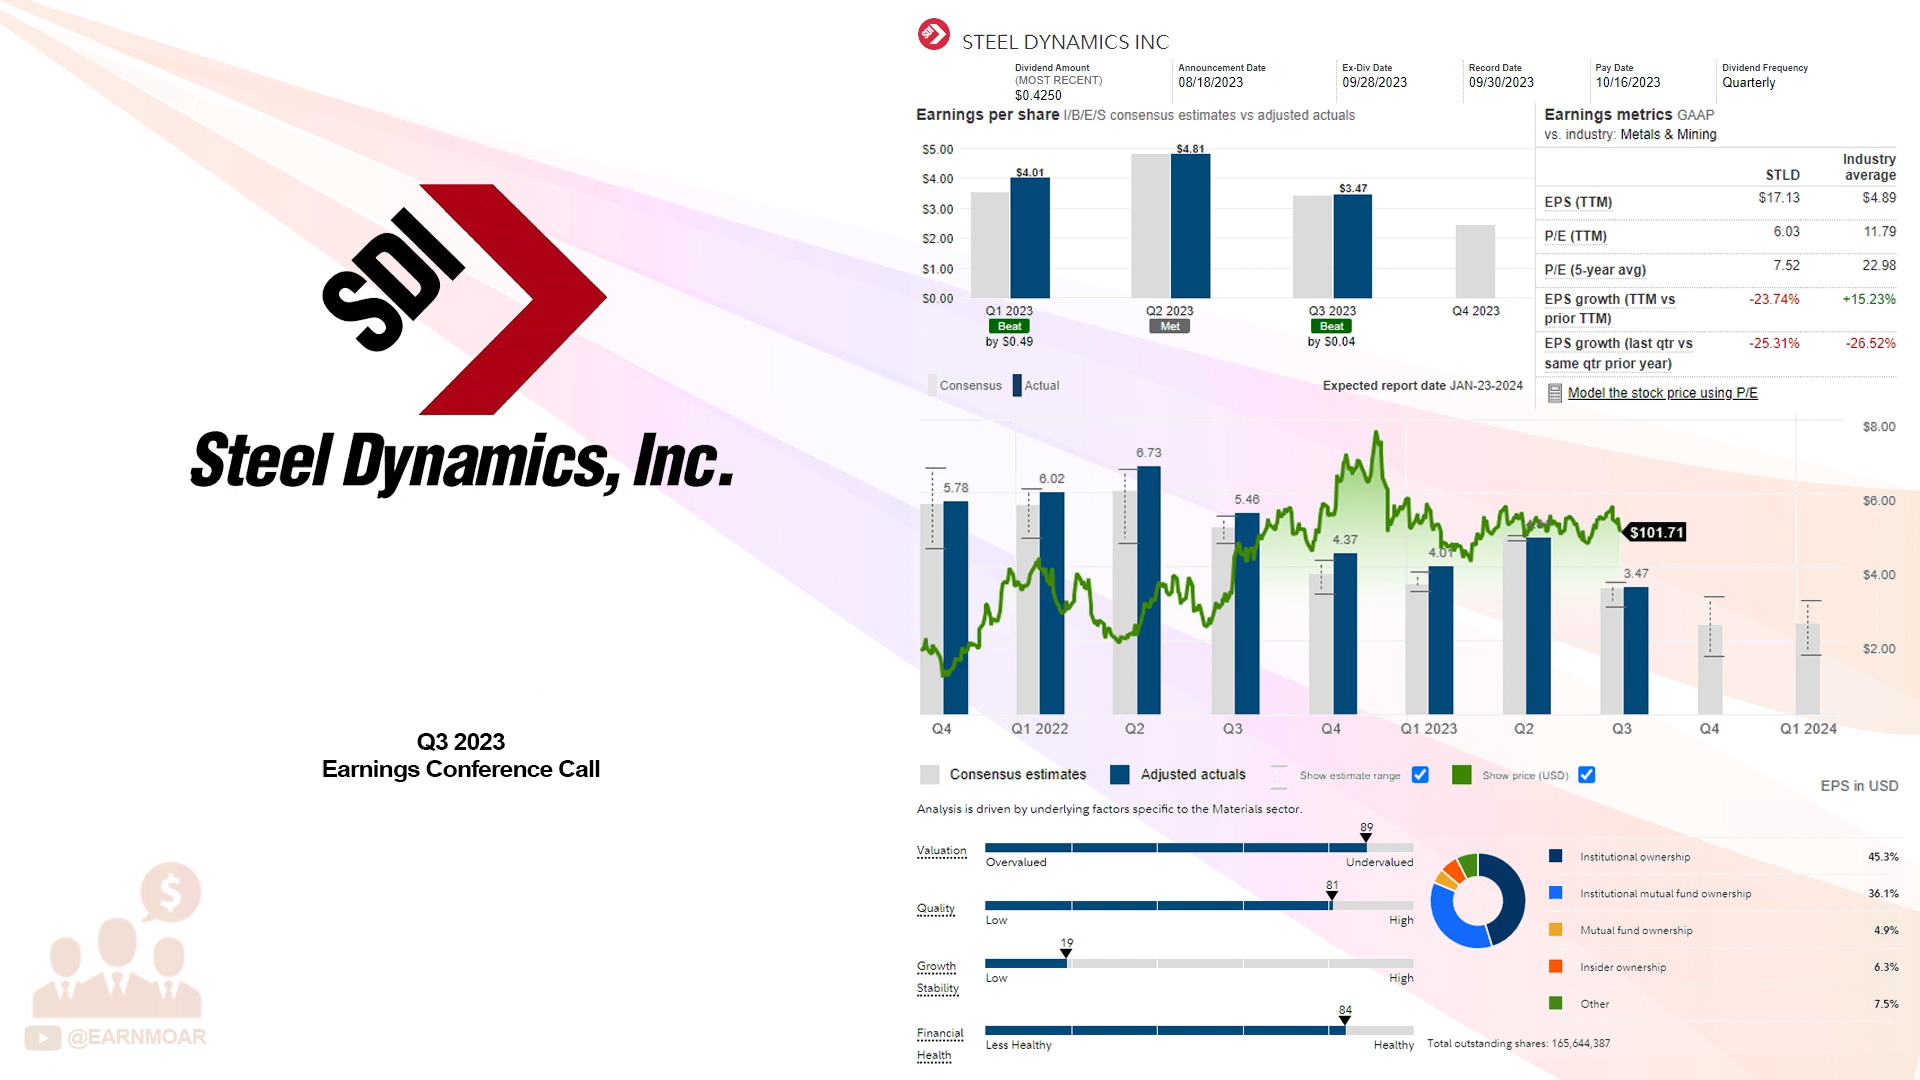 SDI
Steel Dynamics, Inc.
Q3 2023
Earnings Conference Call
@EARNMOAR
SDI
STEEL DYNAMICS INC
Dividend Amount
(MOST RECENT)
$0.4250
Announcement Date
08/18/2023
Ex-Div Date
09/28/2023
Record Date
09/30/2023
Pay Date
10/16/2023
Dividend Frequency
Quarterly
Earnings per share I/B/E/S consensus estimates vs adjusted actuals
$5.00
$4.00
$3.00
$2.00
$1.00
$0.00
$4.01
$4.81
$3.47
Q1 2023
Beat
by $0.49
Q2 2023
Met
Q3 2023
Beat
by $0.04
Q4 2023
Consensus
Actual
Expected report date JAN-23-2024
Earnings metrics GAAP
vs. industry: Metals & Mining
STLD
Industry
average
EPS (TTM) $17.13 $4.89
P/E (TTM) 6.03 11.79
P/E (5-year avg) 7.52 22.98
EPS growth (TTM vs
prior TTM) -23.74% +15.23%
EPS growth (last qtr vs
same qtr prior year) -25.31% -26.52%
Model the stock price using P/E
$8.00
$6.00
$4.00
$2.00
5.78
6.02
6.73
5.46
4.37
4.01
3.47
$101.71
Q4
Q1 2022
Q2
Q3
Q4
Q1 2023
Q2
Q3
Q4
Q1 2024
Consensus estimates
Adjusted actuals
Show estimate range
Show price (USD)
EPS in USD
Analysis is driven by underlying factors specific to the Materials sector.
Valuation
89
Overvalued
Undervalued
Quality
81
Low
High
Growth
Stability
19
Low
High
Financial
Health
84
Less Healthy
Healthy
Institutional ownership 45.3%
Institutional mutual fund ownership 36.1%
Mutual fund ownership 4.9%
Insider ownership 6.3%
Other 7.5%
Total outstanding shares: 165,644,387